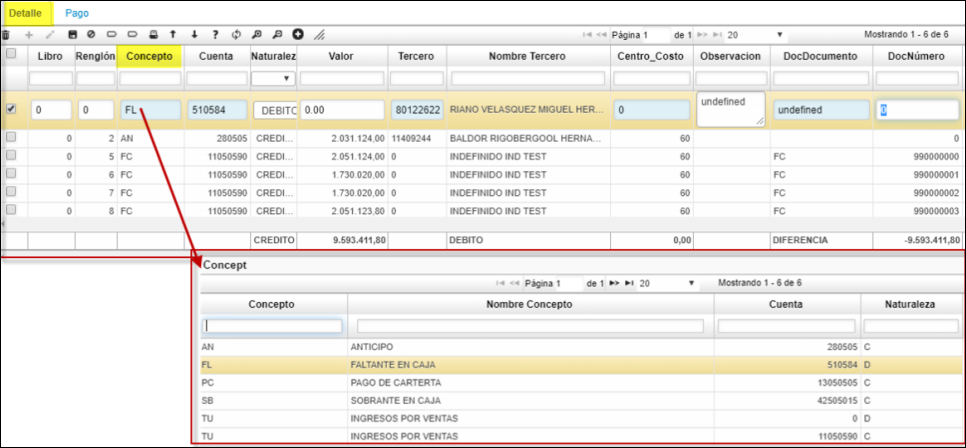 Detalle Pago
Página 1 de 1 20 Mostrando 1 - 6 de 6
Libro Renglón Concepto Cuenta Naturalez Valor Tercero Nombre Tercero Centro_Costo Observacion DocDocumento DocNúmero
0 0 FL 510584 DEBITO 0.00 80122622 RIANO VELASQUEZ MIGUEL HER... 0 undefined undefined 0
0 2 AN 280505 CREDI... 2.031.124,00 11409244 BALDOR RIGOBERGOOL HERNA... 60 0
0 5 FC 11050590 CREDI... 2.051.124,00 0 INDEFINIDO IND TEST 60 FC 990000000
0 6 FC 11050590 CREDI... 1.730.020,00 0 INDEFINIDO IND TEST 60 FC 990000001
0 7 FC 11050590 CREDI... 1.730.020,00 0 INDEFINIDO IND TEST 60 FC 990000002
0 8 FC 11050590 CREDI... 2.051.123,80 0 INDEFINIDO IND TEST 60 FC 990000003
CREDITO 9.593.411,80 DEBITO 0,00 DIFERENCIA -9.593.411,80
Concept
Página 1 de 1 20 Mostrando 1 - 6 de 6
Concepto Nombre Concepto Cuenta Naturaleza
AN ANTICIPO 280505 C
FL FALTANTE EN CAJA 510584 D
PC PAGO DE CARTERTA 13050505 C
SB SOBRANTE EN CAJA 42505015 C
TU INGRESOS POR VENTAS 0 D
TU INGRESOS POR VENTAS 11050590 C